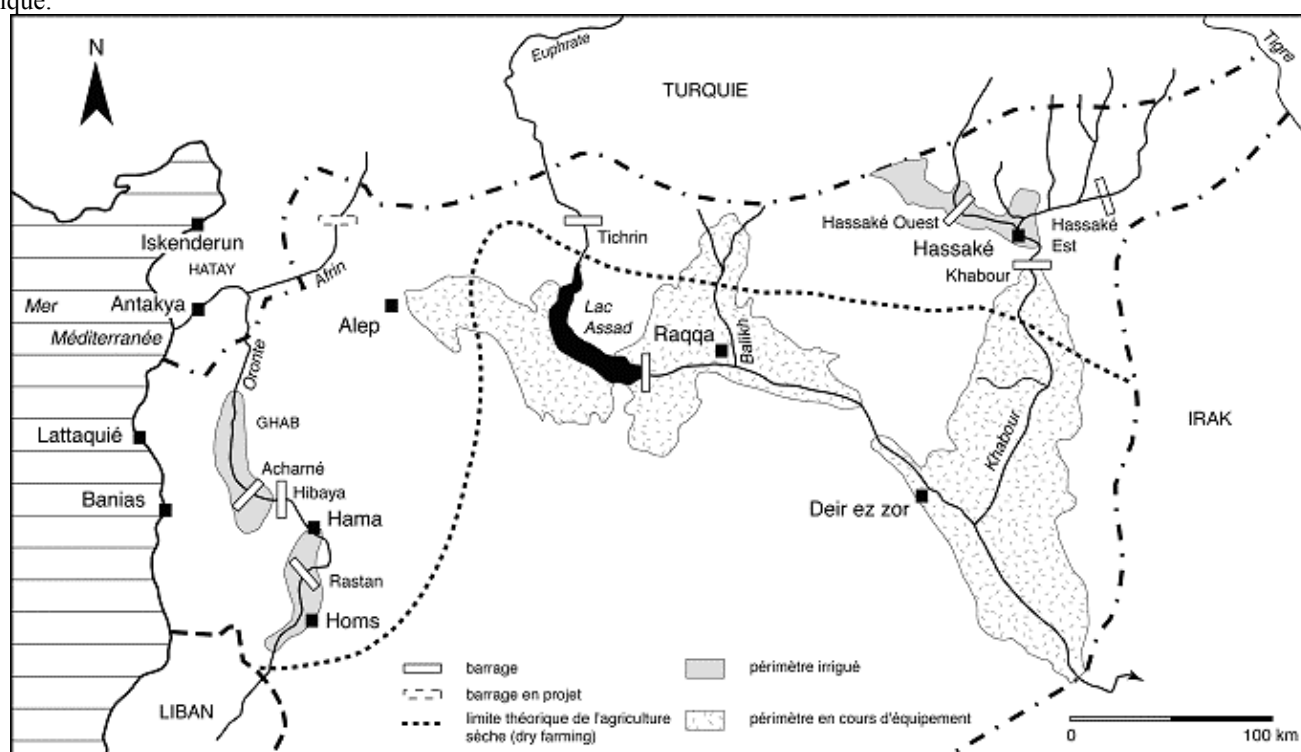 ique.
N
Euphrate
Tigre
TURQUIE
Iskenderun
HATAY
Afrin
Tichrin
Hassaké Ouest
Hassaké
Est
Hassaké
Khabour
Mer
Antakya
Méditerranée
Alep
Lac
Assad
Raqqa
Balikh
Oronte
IRAK
Lattaquié
GHAB
Khabour
Acharné
Hibaya
Banias
Hama
Deir ez zor
Rastan
Homs
LIBAN
barrage
barrage en projet
limite théorique de l'agriculture
sèche (dry farming)
périmètre irrigué
périmètre en cours d'équipement
0
100 km